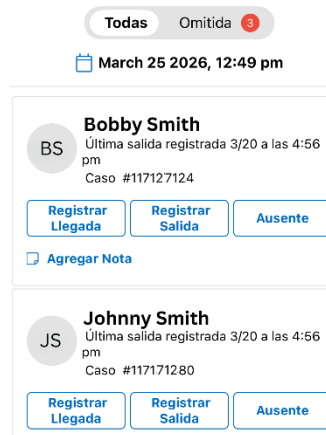 Todas Omitida 3
March 25 2026, 12:49 pm
BS
Bobby Smith
Última salida registrada 3/20 a las 4:56
pm
Caso #117127124
Registrar Registrar Ausente
Llegada Salida
Agregar Nota
JS
Johnny Smith
Última salida registrada 3/20 a las 4:56
pm
Caso #117171280
Registrar Registrar Ausente
Llegada Salida